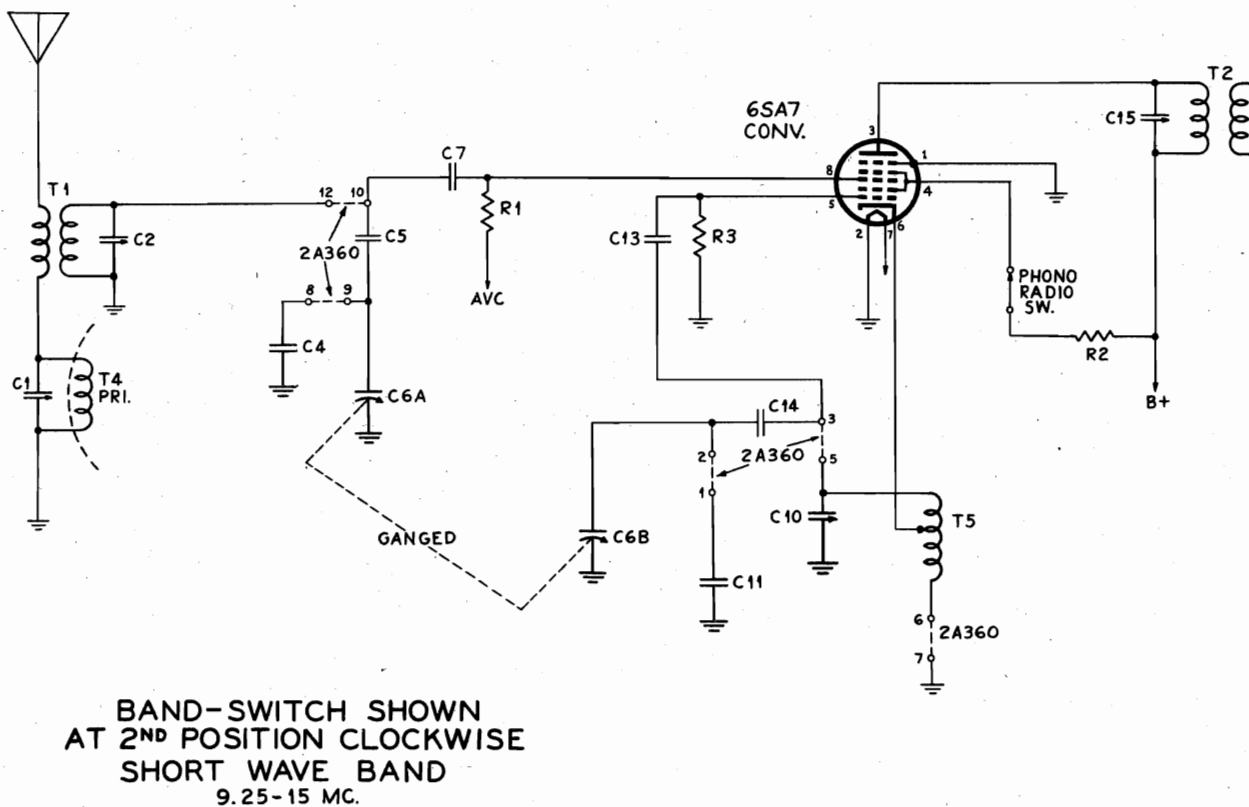 T2
6SA7
CONV.
3
C15
1
C7
8
T1
12
10
4
5
R1
C2
C5
C13
R3
2
7
6
2A360
PHONO
RADIO
SW.
AVC
8
9
C4
R2
T4
PRI.
C1
C6A
B+
C14
3
2
2A360
5
1
C10
T5
GANGED
C6B
C11
6
2A360
7
BAND-SWITCH SHOWN
AT 2ND POSITION CLOCKWISE
SHORT WAVE BAND
9.25-15 MC.